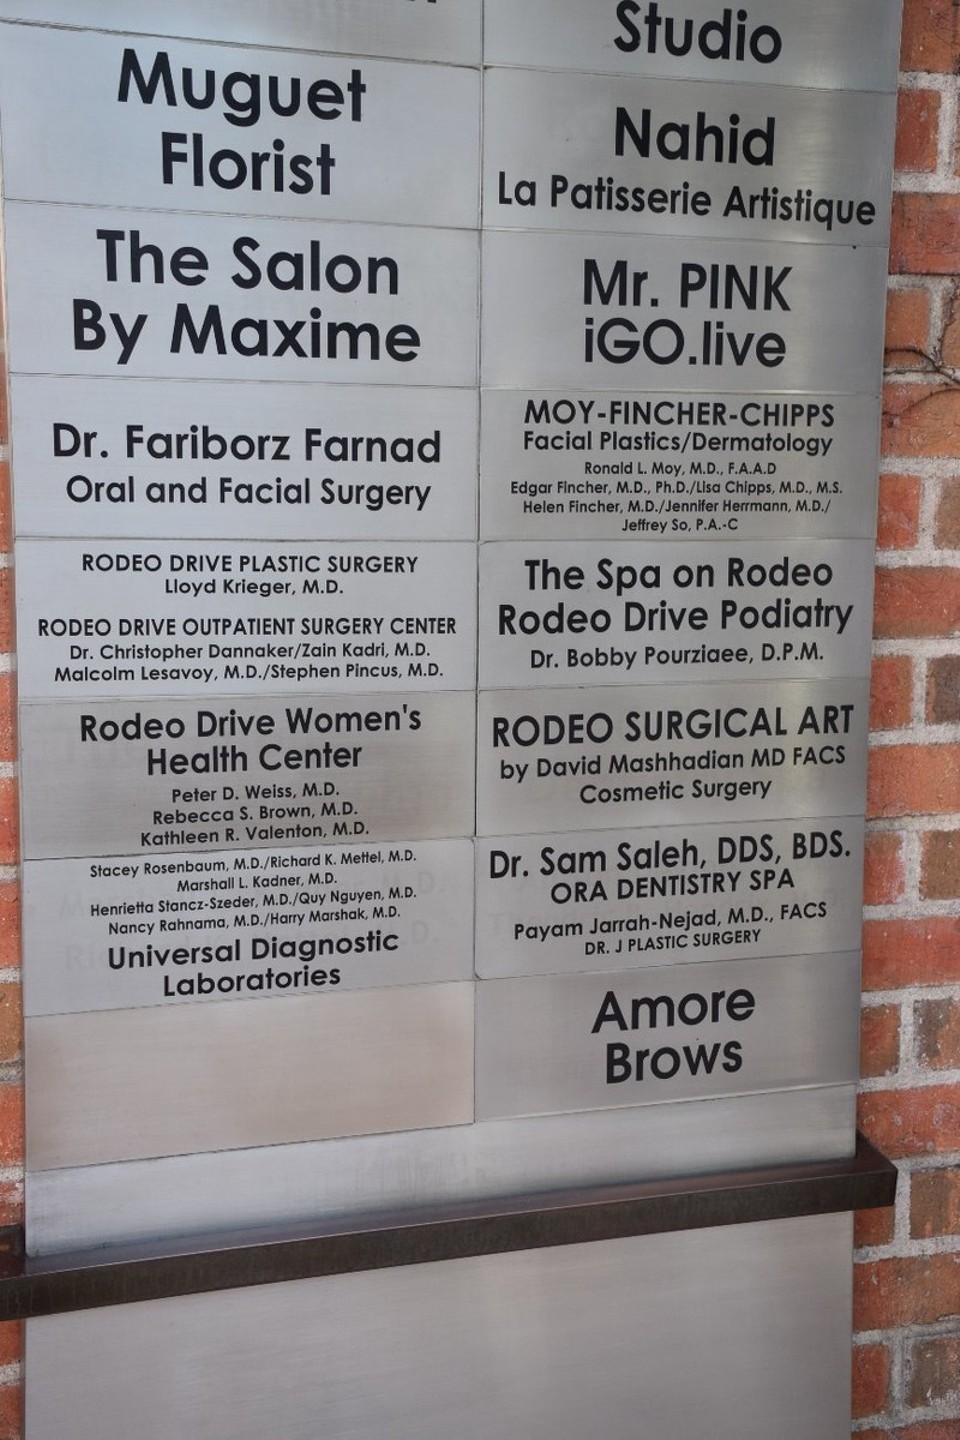 Muguet
Florist
The Salon
By Maxime
Dr. Fariborz Farnad
Oral and Facial Surgery
RODEO DRIVE PLASTIC SURGERY
Lloyd Krieger, M.D.
RODEO DRIVE OUTPATIENT SURGERY CENTER
Dr. Christopher Dannaker/Zain Kadri, M.D.
Malcolm Lesavoy, M.D./Stephen Pincus, M.D.
Rodeo Drive Women's
Health Center
Peter D. Weiss, M.D.
Rebecca S. Brown, M.D.
Kathleen R. Valenton, M.D.
Stacey Rosenbaum, M.D./Richard K. Mettel, M.D.
Marshall L. Kadner, M.D.
Henrietta Stancz-Szeder, M.D./Quy Nguyen, M.D.
Nancy Rahnama, M.D./Harry Marshak, M.D.
Universal Diagnostic
Laboratories
Studio
Nahid
La Patisserie Artistique
Mr. PINK
iGO.live
MOY-FINCHER-CHIPPS
Facial Plastics/Dermatology
Ronald L. Moy, M.D., F.A.A.D
Edgar Fincher, M.D., Ph.D./Lisa Chipps, M.D., M.S.
Helen Fincher, M.D./Jennifer Herrmann, M.D./
Jeffrey So, P.A.-C
The Spa on Rodeo
Rodeo Drive Podiatry
Dr. Bobby Pourziaee, D.P.M.
RODEO SURGICAL ART
by David Mashhadian MD FACS
Cosmetic Surgery
Dr. Sam Saleh, DDS, BDS.
ORA DENTISTRY SPA
Payam Jarrah-Nejad, M.D., FACS
DR. J PLASTIC SURGERY
Amore
Brows